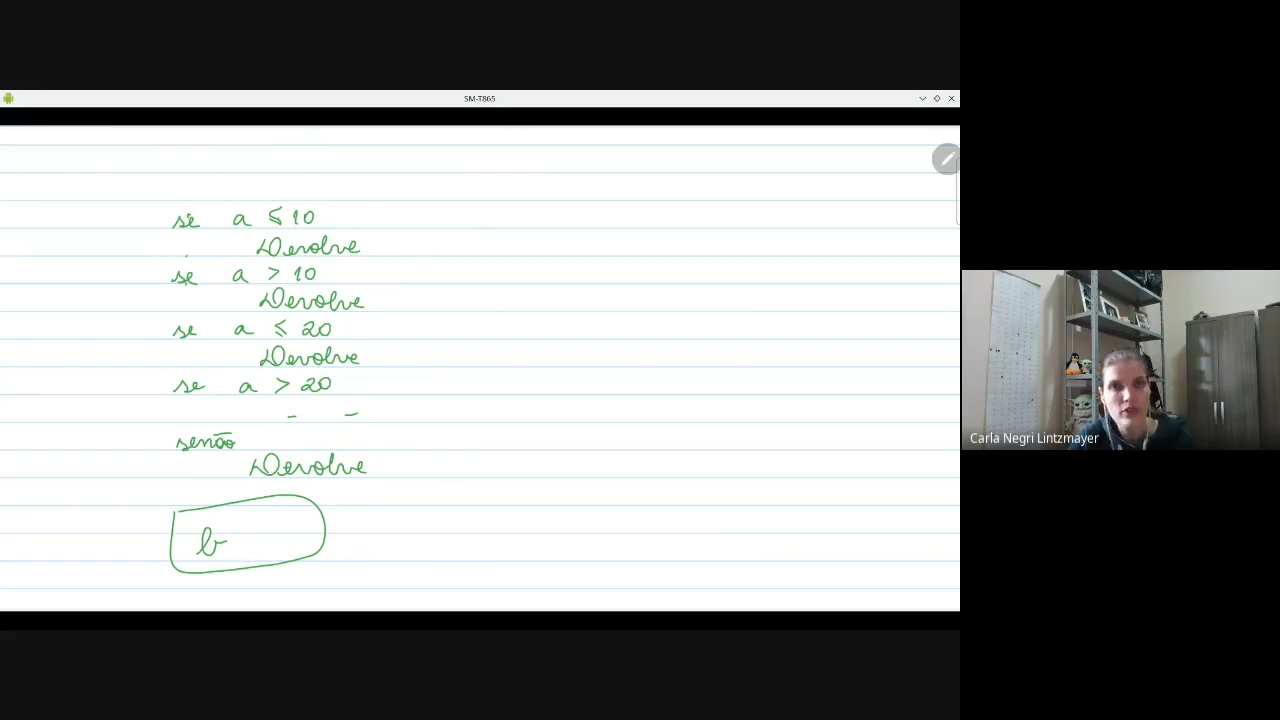 SM-T865
se a ⩽ 10
Devolve
se a > 10
Devolve
se a ⩽ 20
Devolve
se a > 20
- -
senão
Devolve
b
Carla Negri Lintzmayer